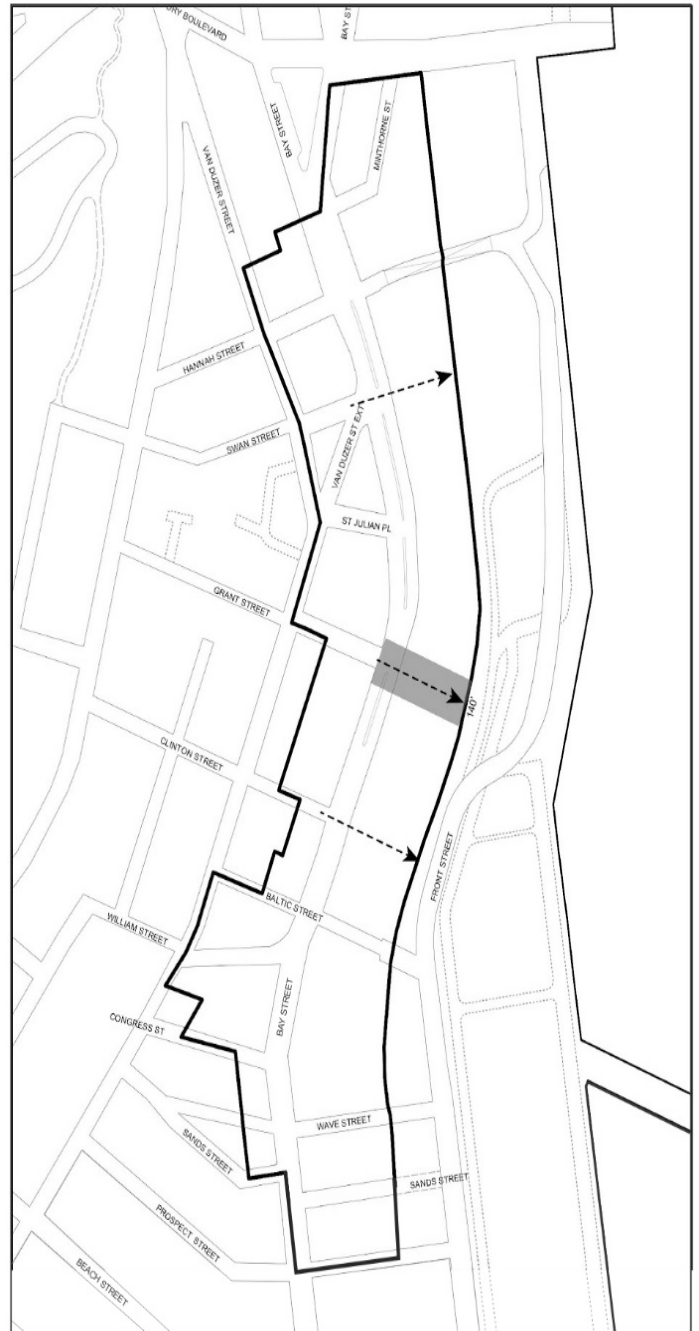 RY BOULEVARD
BAY ST
BAY STREET
MINTHORNE ST
VAN DUZER STREET
HANNAH STREET
SWAN STREET
VAN DUZER ST EXT
ST JULIAN PL
GRANT STREET
140'
CLINTON STREET
FRONT STREET
BALTIC STREET
WILLIAM STREET
BAY STREET
CONGRESS ST
WAVE STREET
SANDS STREET
SANDS STREET
PROSPECT STREET
BEACH STREET